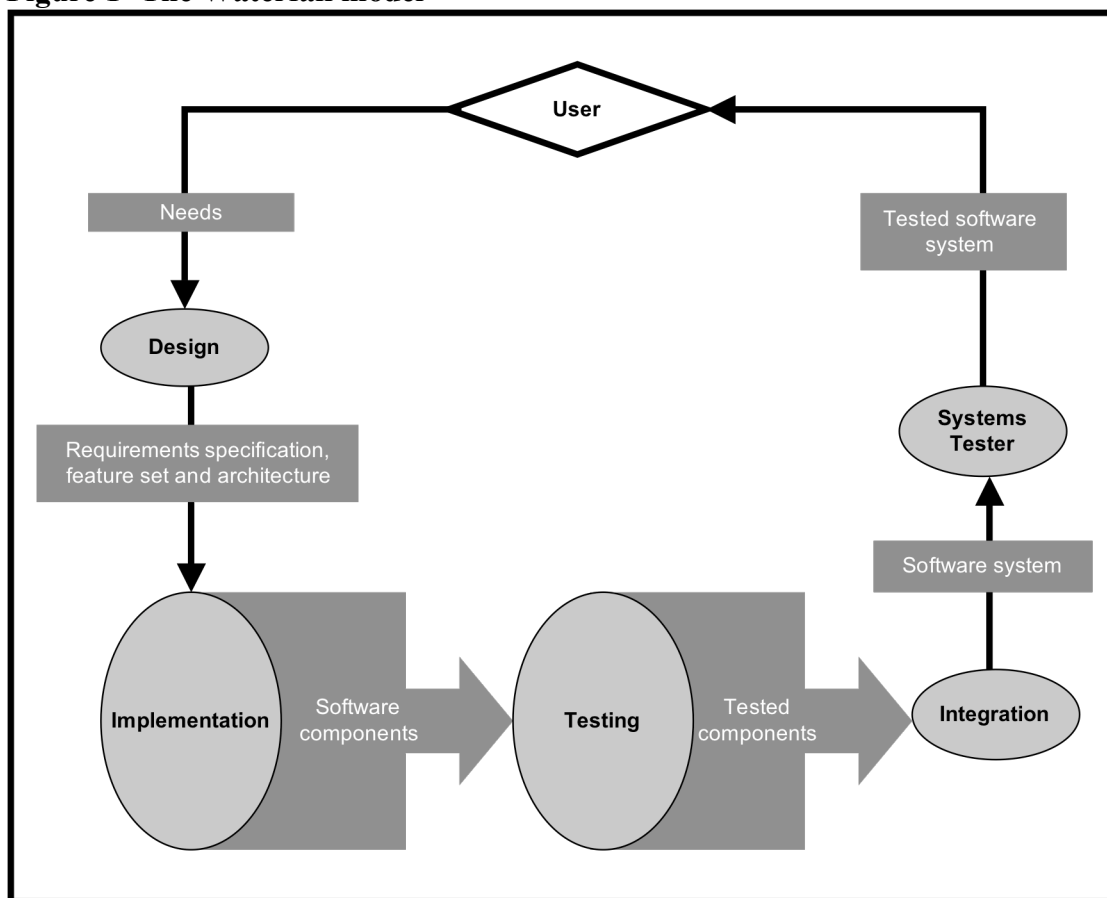 Figure 1 The Waterfall model
User
Needs
Tested software
system
Design
Systems
Tester
Requirements specification,
feature set and architecture
Software system
Implementation
Software
components
Testing
Tested
components
Integration